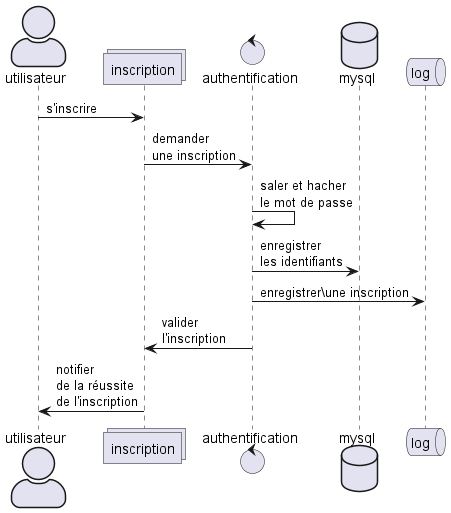 utilisateur
inscription
authentification
mysql
log
s'inscrire
demander
une inscription
saler et hacher
le mot de passe
enregistrer
les identifiants
enregistrer\une inscription
valider
l'inscription
notifier
de la réussite
de l'inscription
utilisateur
inscription
authentification
mysql
log